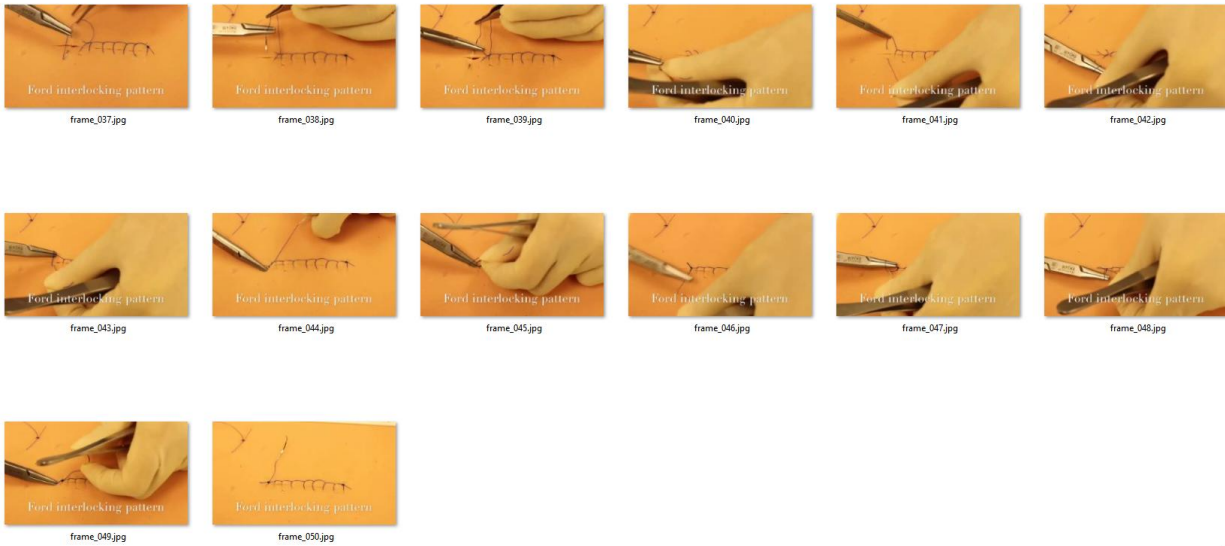 Ford interlocking pattern
Ford interlocking pattern
Ford interlocking pattern
Ford interlocking pattern
Ford interlocking pattern
Ford interlocking pattern
frame_037.jpg
frame_038.jpg
frame_039.jpg
frame_040.jpg
frame_041.jpg
frame_042.jpg
Ford interlocking pattern
Ford interlocking pattern
Ford interlocking pattern
Ford interlocking pattern
Ford interlocking pattern
Ford interlocking pattern
frame_043.jpg
frame_044.jpg
frame_045.jpg
frame_046.jpg
frame_047.jpg
frame_048.jpg
Ford interlocking pattern
Ford interlocking pattern
frame_049.jpg
frame_050.jpg